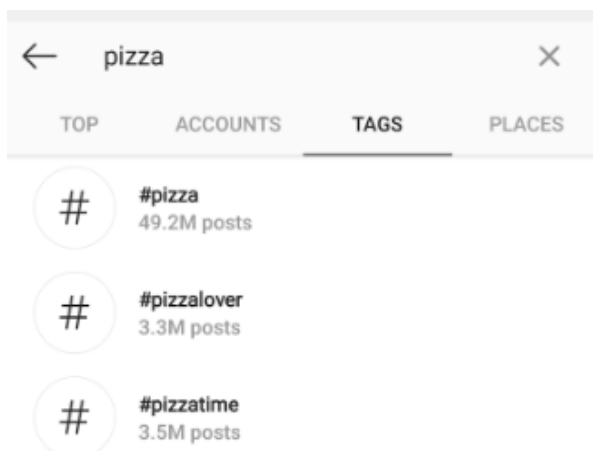 pizza
TOP ACCOUNTS TAGS PLACES
#pizza
49.2M posts
#pizzalover
3.3M posts
#pizzatime
3.5M posts